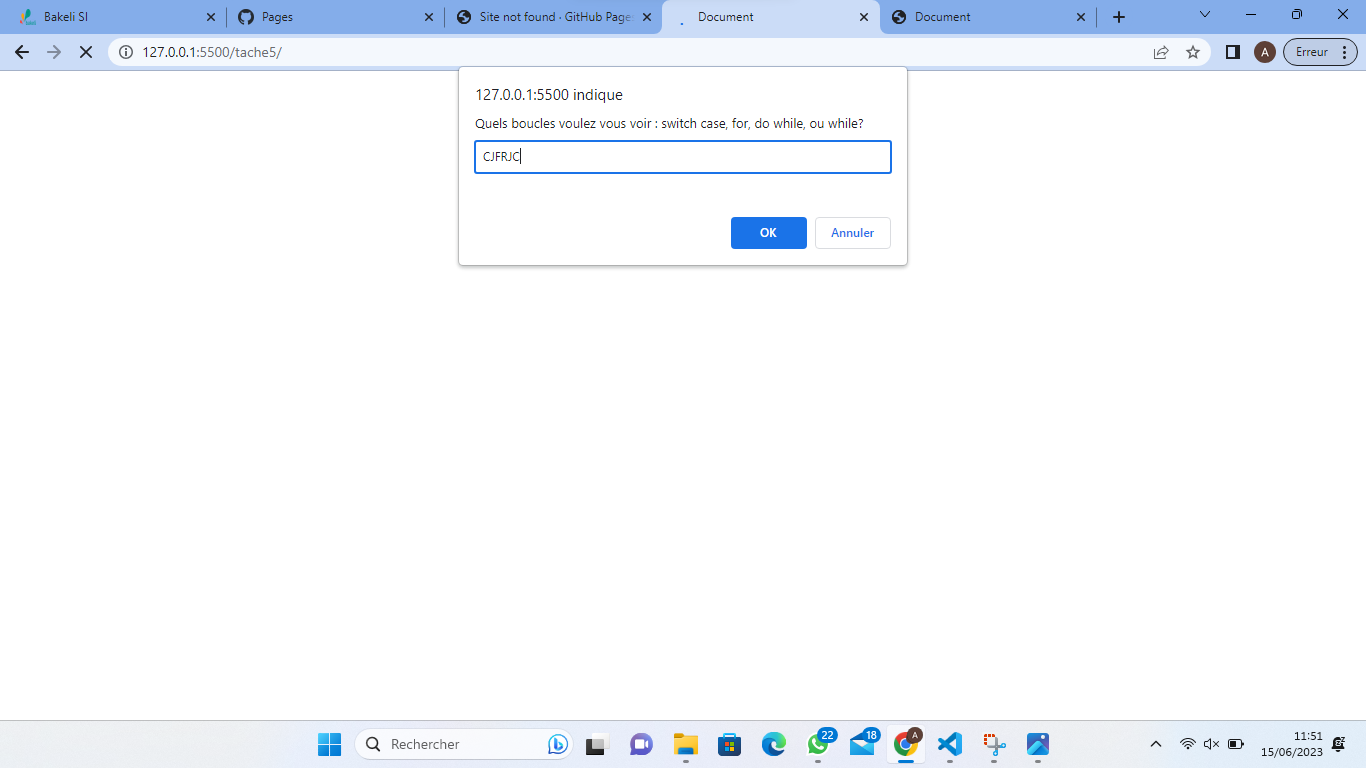 Bakeli SI
Pages
Site not found · GitHub Page
Document
Document
127.0.0.1:5500/tache5/
A
Erreur
127.0.0.1:5500 indique
Quels boucles voulez vous voir : switch case, for, do while, ou while?
CJFRJC
OK
Annuler
Rechercher
22
18
A
11:51
15/06/2023